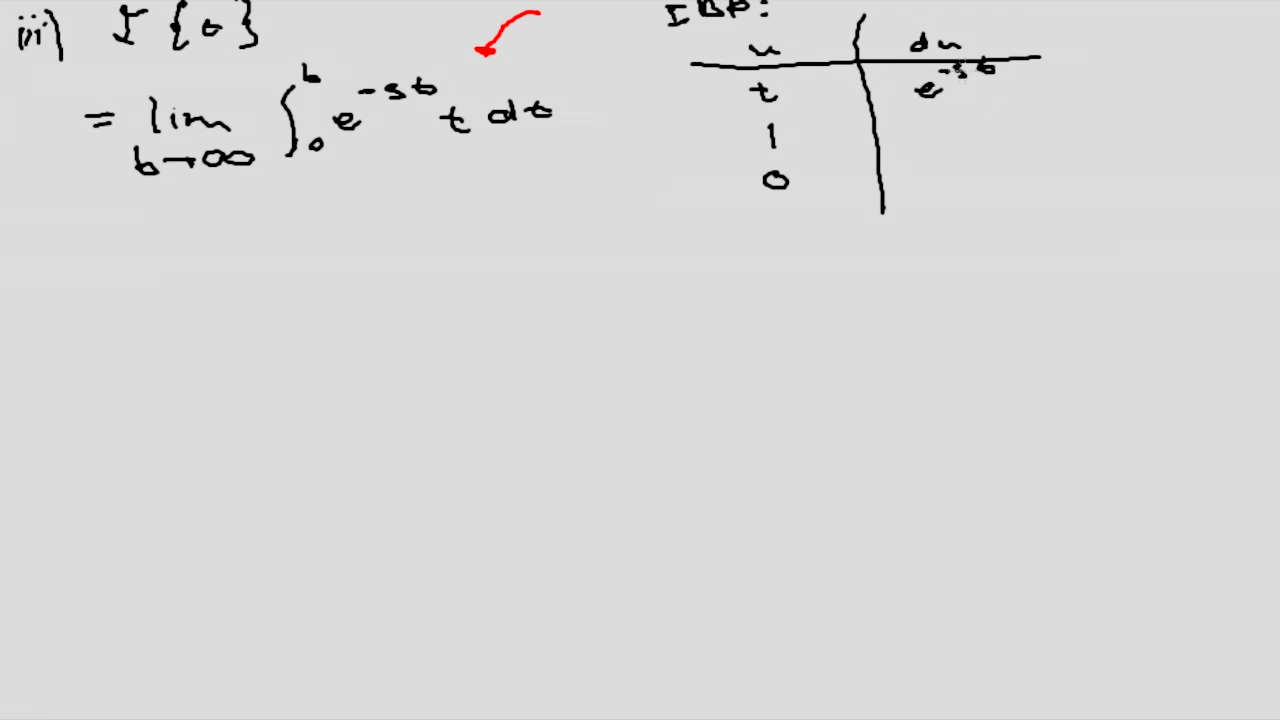 iii) ℒ{t}
= lim b→∞ ∫₀ᵇ e^{-st} t dt
IBP:
u dv
t e^{-st}
1
0